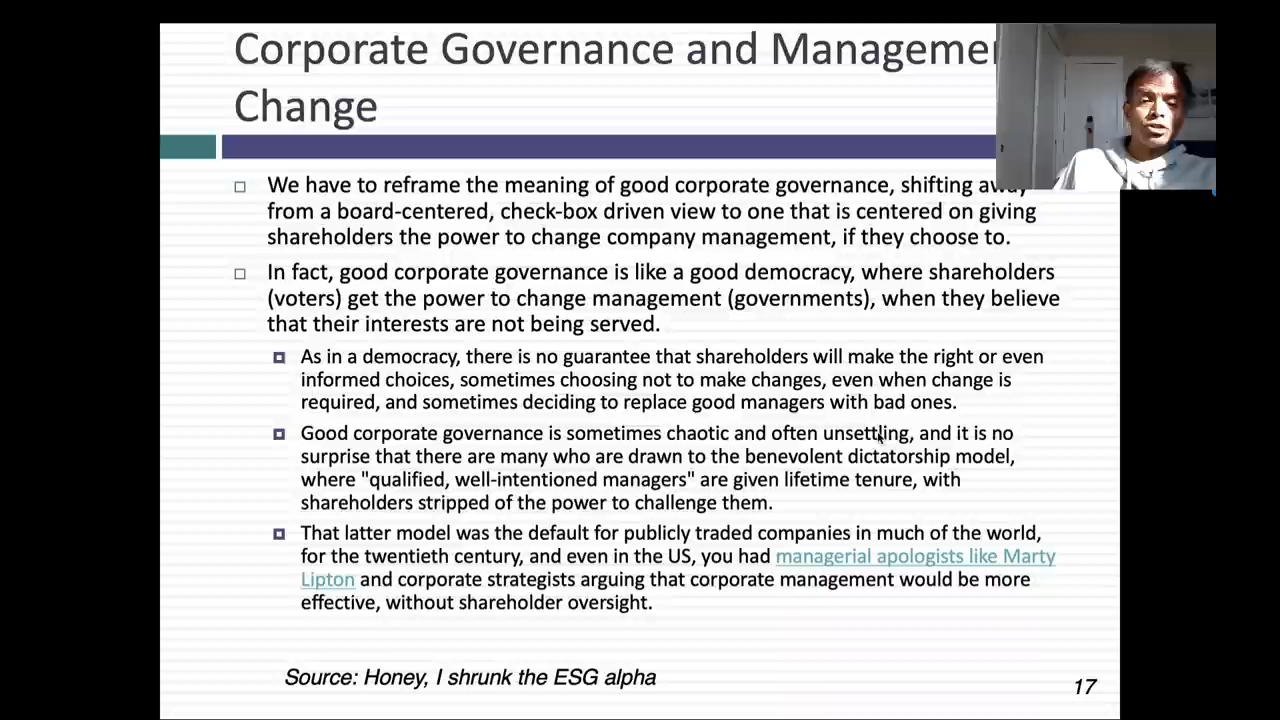 Corporate Governance and Managemen
Change
We have to reframe the meaning of good corporate governance, shifting away
from a board-centered, check-box driven view to one that is centered on giving
shareholders the power to change company management, if they choose to.
In fact, good corporate governance is like a good democracy, where shareholders
(voters) get the power to change management (governments), when they believe
that their interests are not being served.
As in a democracy, there is no guarantee that shareholders will make the right or even
informed choices, sometimes choosing not to make changes, even when change is
required, and sometimes deciding to replace good managers with bad ones.
Good corporate governance is sometimes chaotic and often unsettling, and it is no
surprise that there are many who are drawn to the benevolent dictatorship model,
where "qualified, well-intentioned managers" are given lifetime tenure, with
shareholders stripped of the power to challenge them.
That latter model was the default for publicly traded companies in much of the world,
for the twentieth century, and even in the US, you had managerial apologists like Marty
Lipton and corporate strategists arguing that corporate management would be more
effective, without shareholder oversight.
Source: Honey, I shrunk the ESG alpha
17